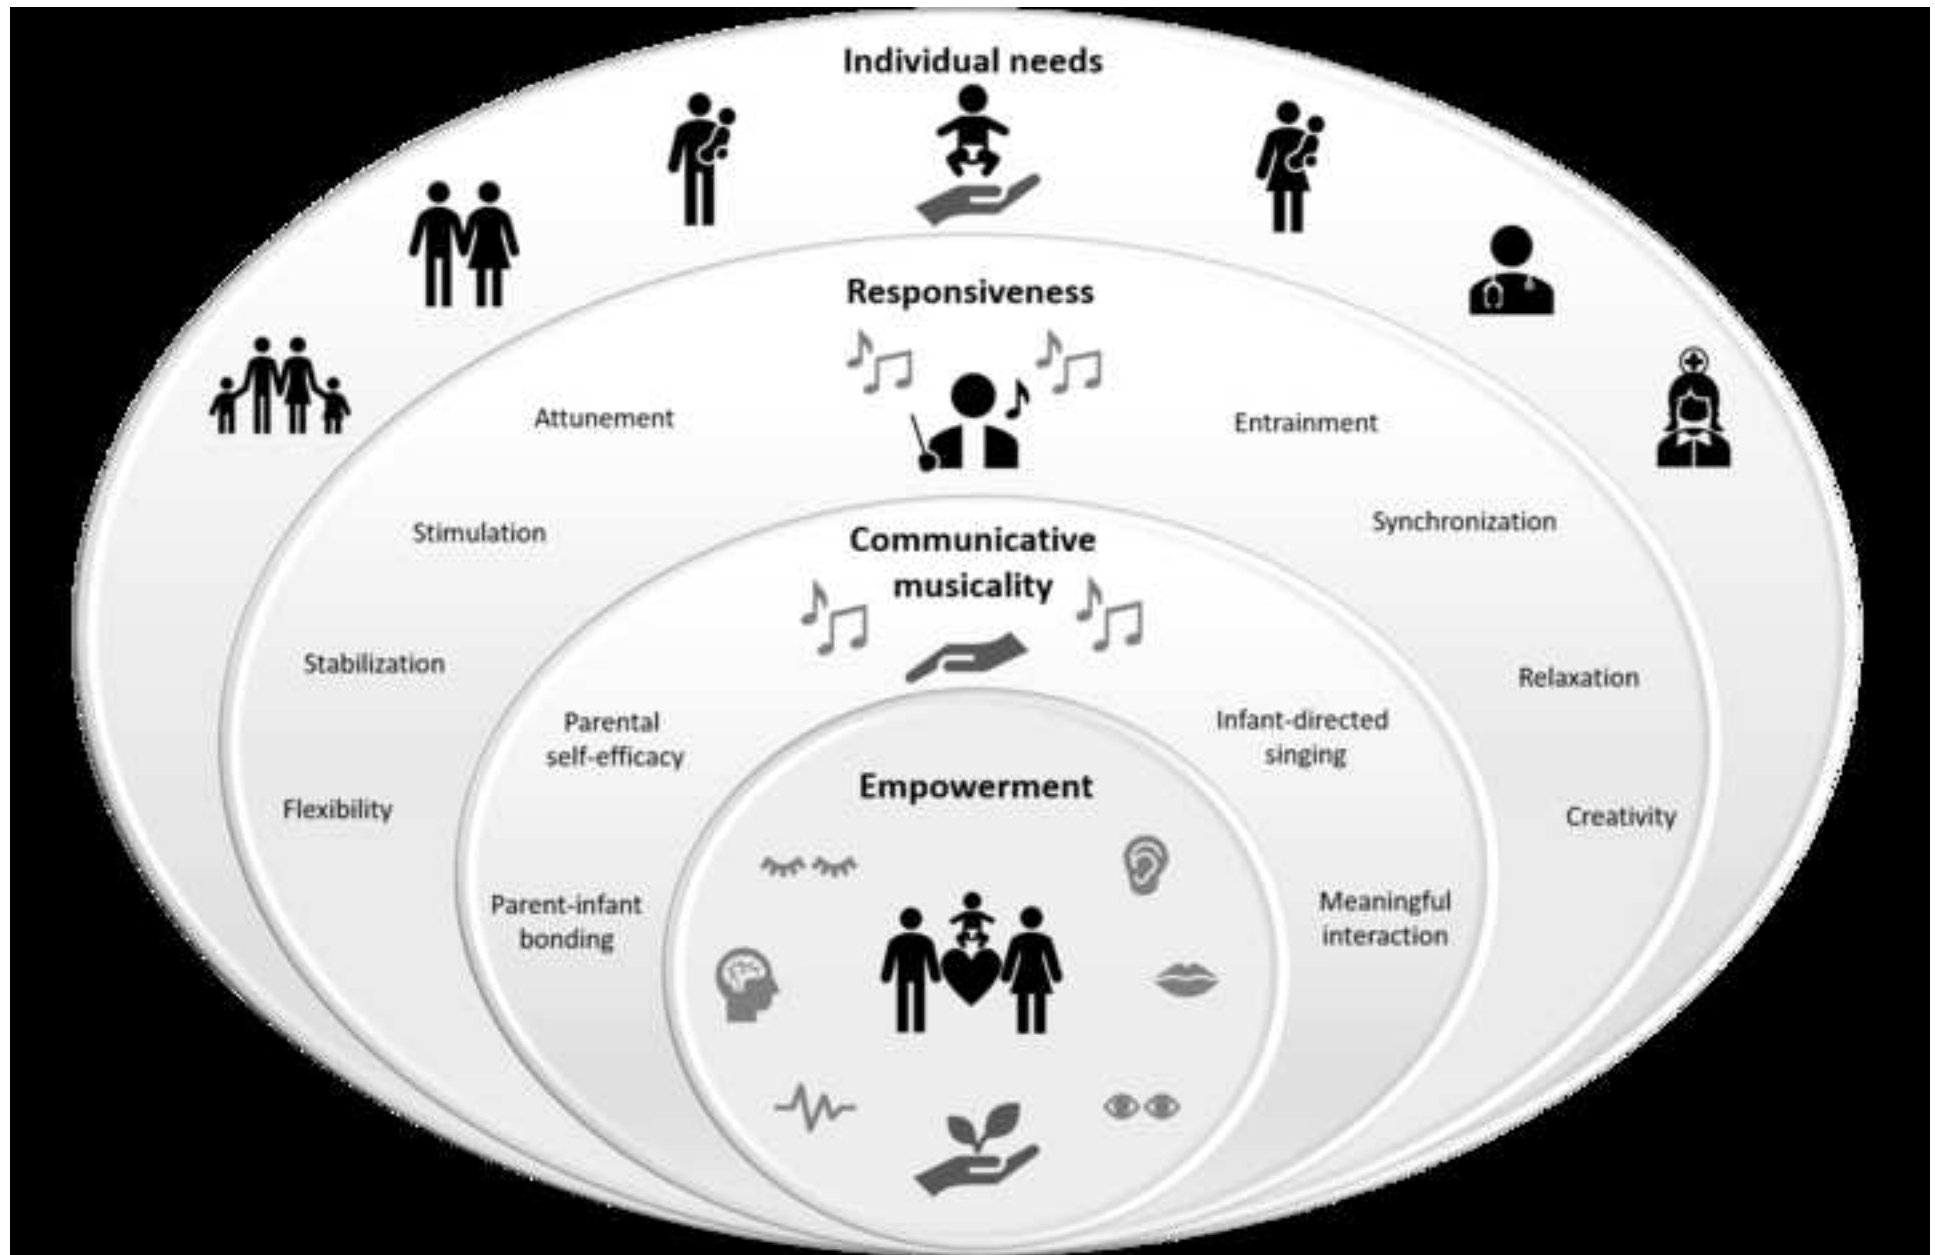 Individual needs
Responsiveness
Attunement
Entrainment
Stimulation
Synchronization
Communicative
musicality
Stabilization
Relaxation
Parental
self-efficacy
Infant-directed
singing
Empowerment
Flexibility
Creativity
Parent-infant
bonding
Meaningful
interaction